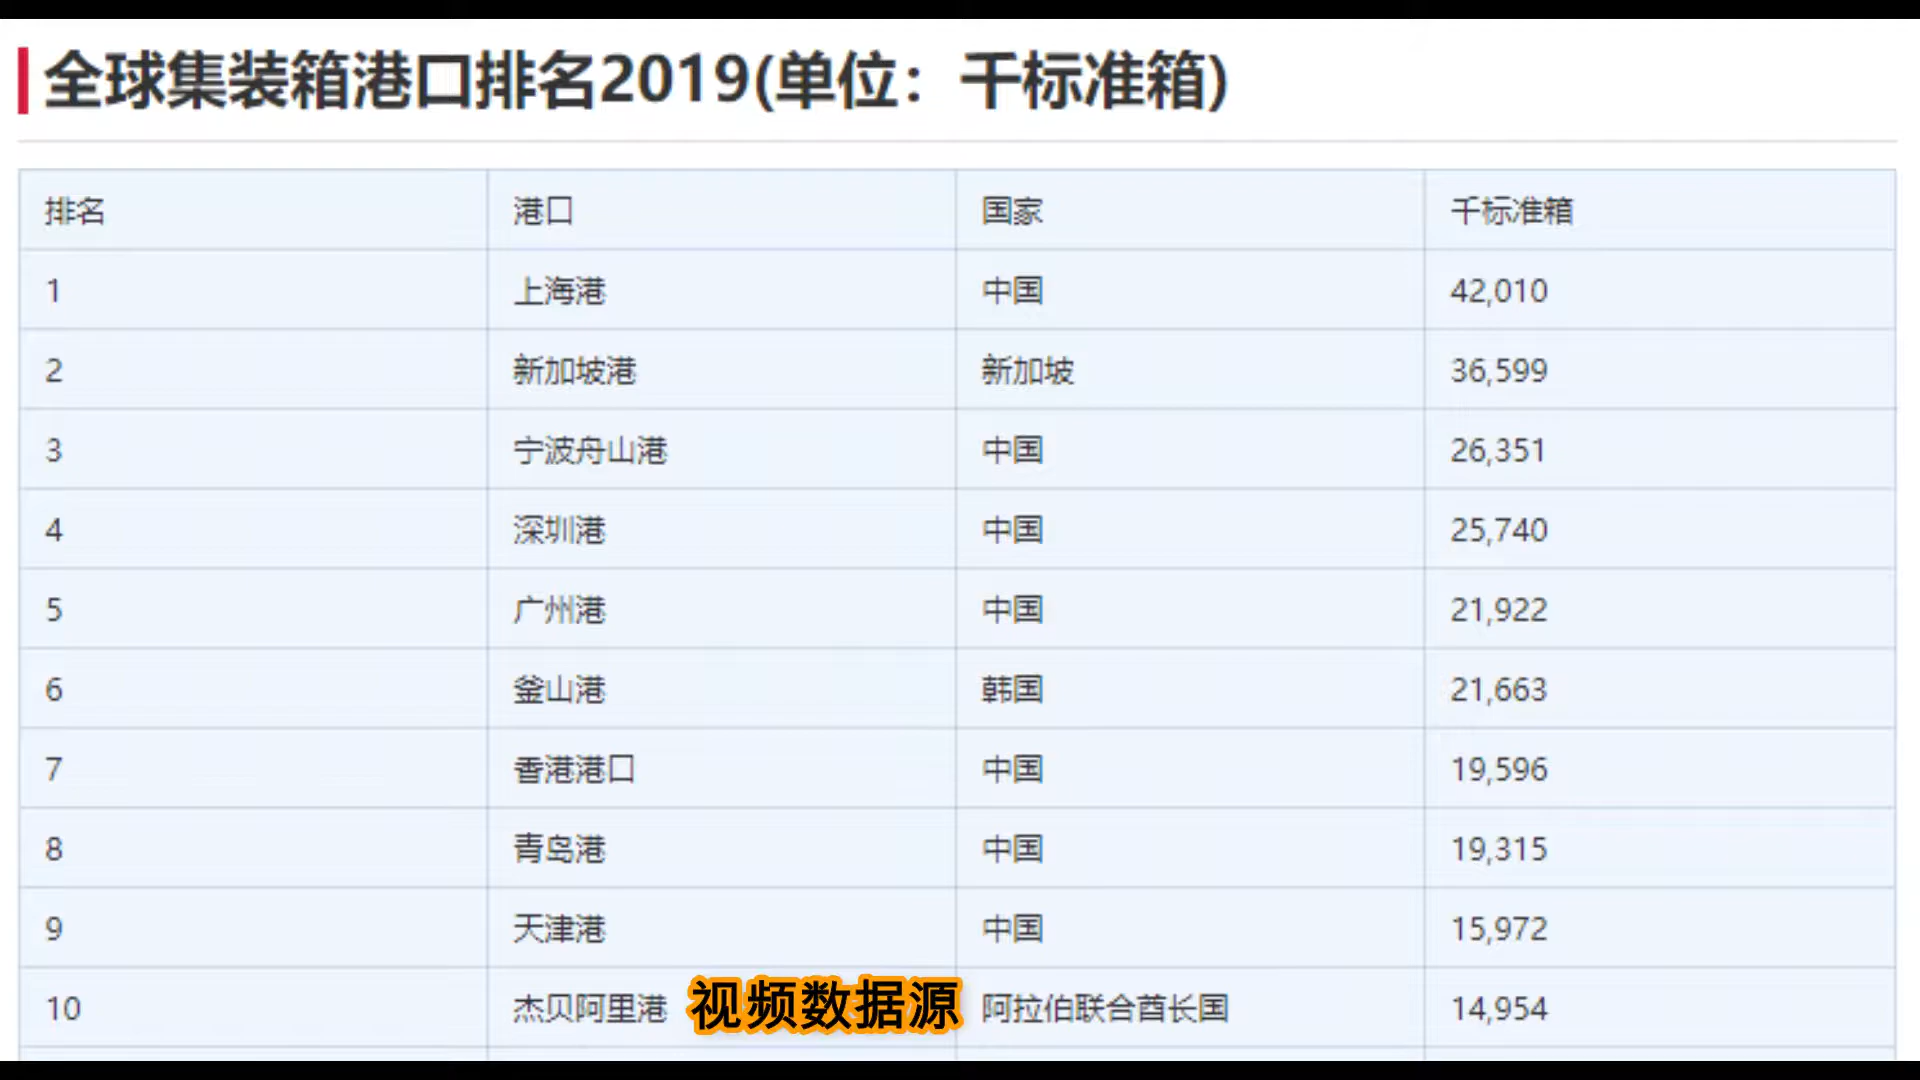 全球集装箱港口排名2019(单位：千标准箱)
排名 港口 国家 千标准箱
1 上海港 中国 42,010
2 新加坡港 新加坡 36,599
3 宁波舟山港 中国 26,351
4 深圳港 中国 25,740
5 广州港 中国 21,922
6 釜山港 韩国 21,663
7 香港港口 中国 19,596
8 青岛港 中国 19,315
9 天津港 中国 15,972
10 杰贝阿里港 阿拉伯联合酋长国 14,954
视频数据源